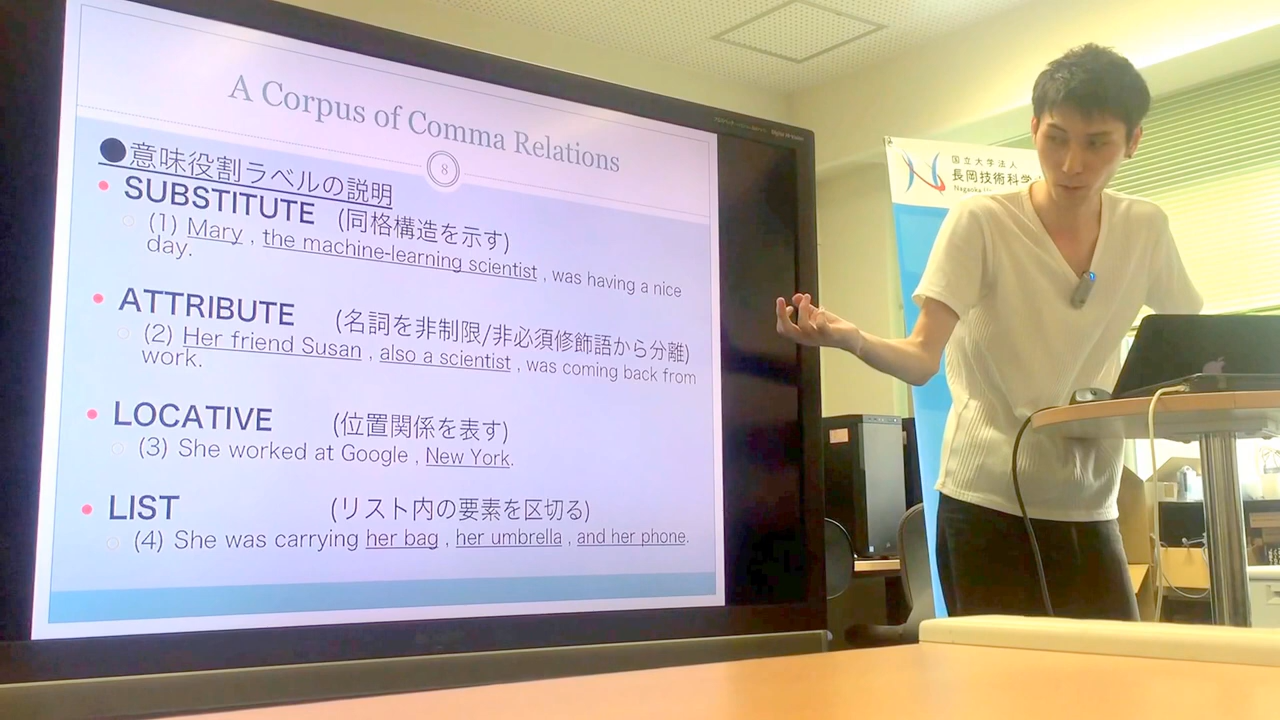 A Corpus of Comma Relations
8
●意味役割ラベルの説明
• SUBSTITUTE (同格構造を示す)
○ (1) Mary , the machine-learning scientist , was having a nice
day.
• ATTRIBUTE (名詞を非制限/非必須修飾語から分離)
○ (2) Her friend Susan , also a scientist , was coming back from
work.
• LOCATIVE (位置関係を表す)
○ (3) She worked at Google , New York.
• LIST (リスト内の要素を区切る)
○ (4) She was carrying her bag , her umbrella , and her phone.
国立大学法人
長岡技術科学
Nagaoka